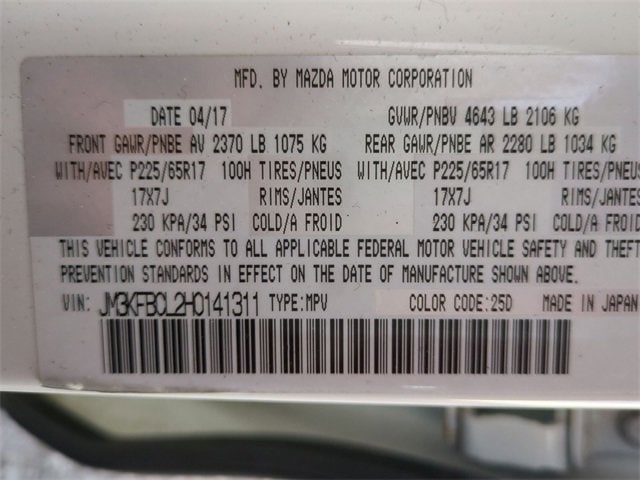 MFD. BY MAZDA MOTOR CORPORATION
DATE 04/17 GVWR/PNBV 4643 LB 2106 KG
FRONT GAWR/PNBE AV 2370 LB 1075 KG REAR GAWR/PNBE AR 2280 LB 1034 KG
WITH/AVEC P225/65R17 100H TIRES/PNEUS WITH/AVEC P225/65R17 100H TIRES/PNEUS
17X7J RIMS/JANTES 17X7J RIMS/JANTES
230 KPA/34 PSI COLD/A FROID 230 KPA/34 PSI COLD/A FROID
THIS VEHICLE CONFORMS TO ALL APPLICABLE FEDERAL MOTOR VEHICLE SAFETY AND THEFT
PREVENTION STANDARDS IN EFFECT ON THE DATE OF MANUFACTURE SHOWN ABOVE.
VIN: JM3KFBCL2H0141311 TYPE:MPV COLOR CODE:25D MADE IN JAPAN